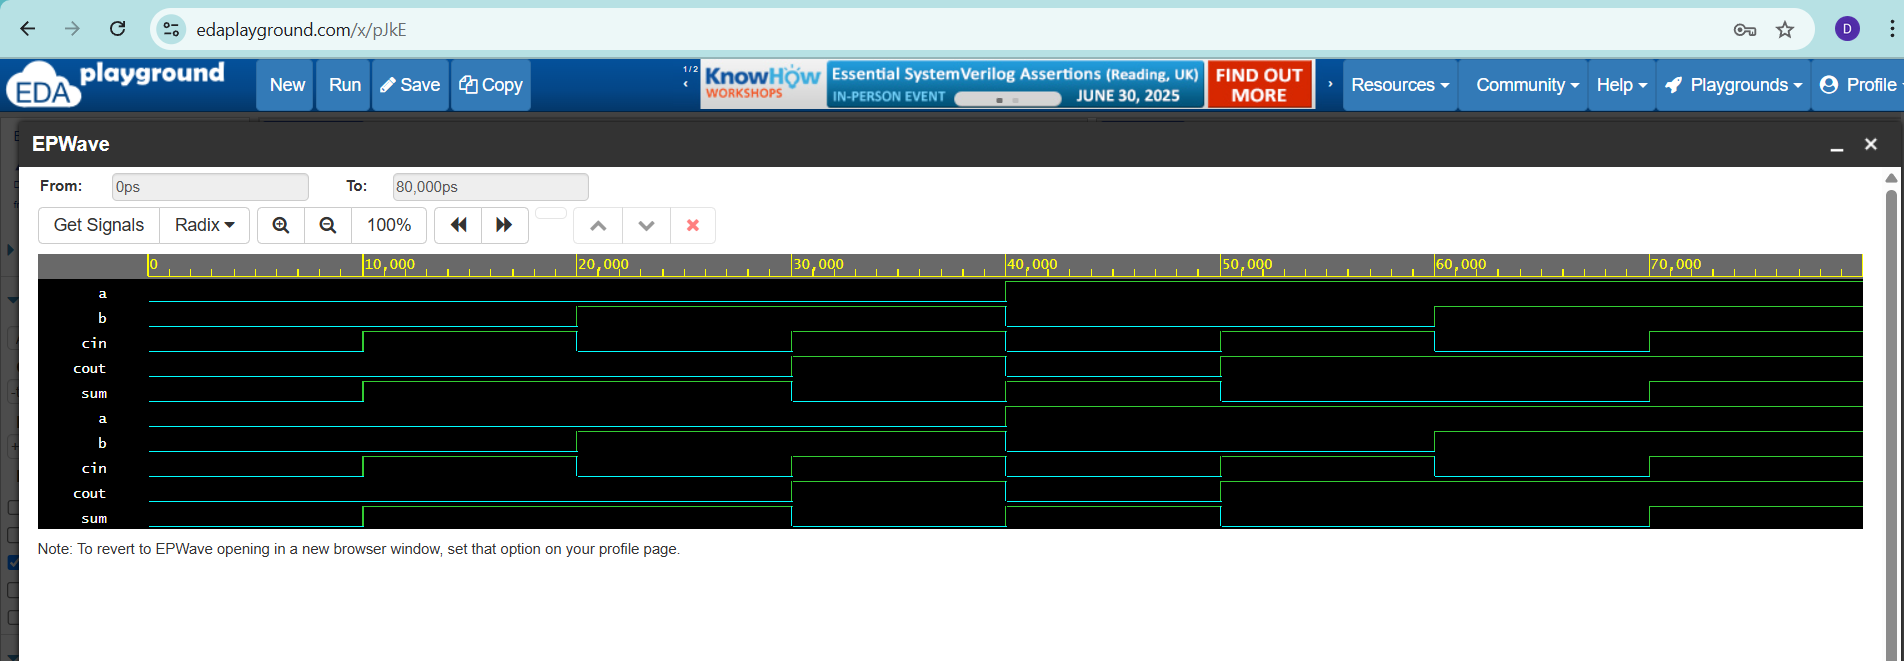 edaplayground.com/x/pJkE
D
EDA playground
New
Run
Save
Copy
1/2
KnowHow
WORKSHOPS
Essential SystemVerilog Assertions (Reading, UK)
IN-PERSON EVENT
JUNE 30, 2025
FIND OUT
MORE
Resources
Community
Help
Playgrounds
Profile
EPWave
From:
0ps
To:
80,000ps
Get Signals
Radix
100%
0
10,000
20,000
30,000
40,000
50,000
60,000
70,000
a
b
cin
cout
sum
a
b
cin
cout
sum
Note: To revert to EPWave opening in a new browser window, set that option on your profile page.